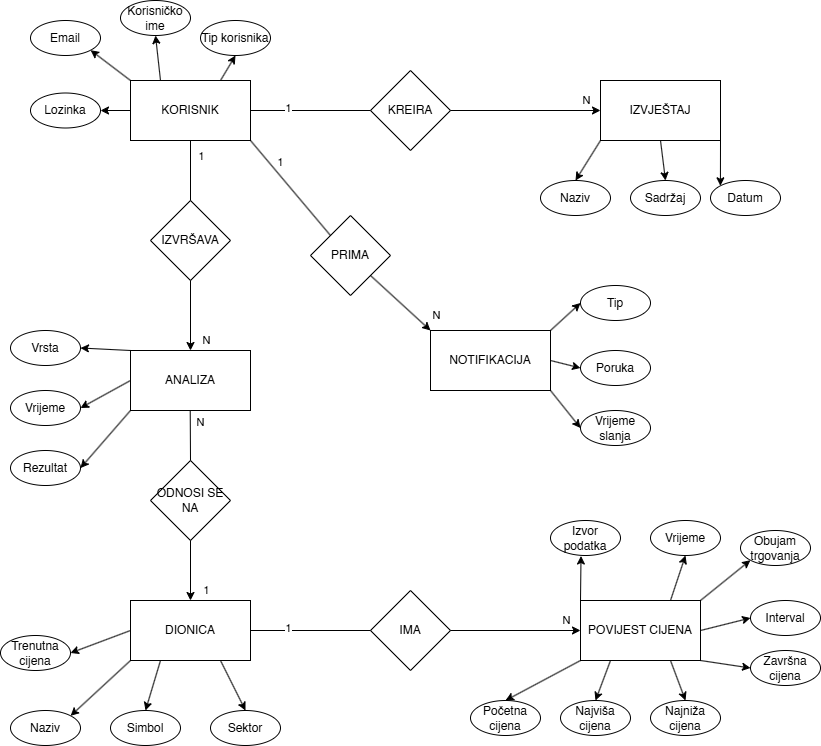 Korisničko
ime
Email
Tip korisnika
Lozinka
KORISNIK
1
KREIRA
N
IZVJEŠTAJ
1
1
Naziv
Sadržaj
Datum
IZVRŠAVA
PRIMA
Tip
N
N
Vrsta
NOTIFIKACIJA
Poruka
ANALIZA
Vrijeme
N
Vrijeme
slanja
Rezultat
ODNOSI SE
NA
Izvor
podatka
Vrijeme
Obujam
trgovanja
1
DIONICA
1
IMA
N
POVIJEST CIJENA
Interval
Trenutna
cijena
Završna
cijena
Naziv
Simbol
Sektor
Početna
cijena
Najviša
cijena
Najniža
cijena